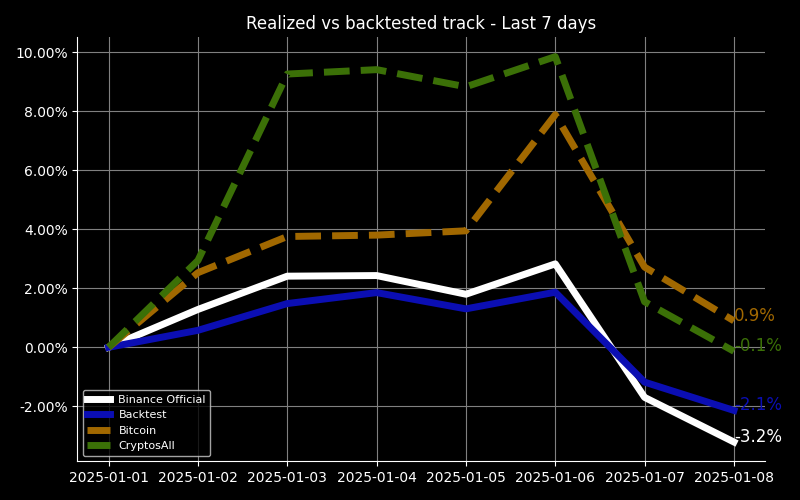 Realized vs backtested track - Last 7 days
10.00%
8.00%
6.00%
4.00%
2.00%
0.00%
-2.00%
0.9%
-0.1%
-2.1%
-3.2%
Binance Official
Backtest
Bitcoin
CryptosAll
2025-01-01 2025-01-02 2025-01-03 2025-01-04 2025-01-05 2025-01-06 2025-01-07 2025-01-08